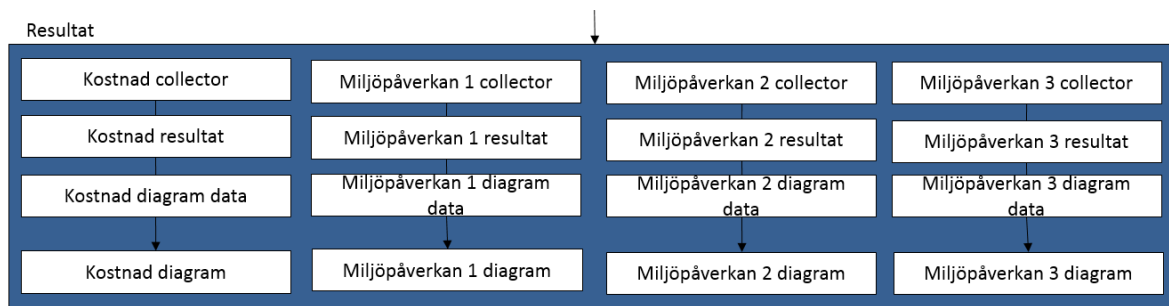 Resultat
Kostnad collector
Kostnad resultat
Kostnad diagram data
Kostnad diagram
Miljöpåverkan 1 collector
Miljöpåverkan 1 resultat
Miljöpåverkan 1 diagram
data
Miljöpåverkan 1 diagram
Miljöpåverkan 2 collector
Miljöpåverkan 2 resultat
Miljöpåverkan 2 diagram
data
Miljöpåverkan 2 diagram
Miljöpåverkan 3 collector
Miljöpåverkan 3 resultat
Miljöpåverkan 3 diagram
data
Miljöpåverkan 3 diagram